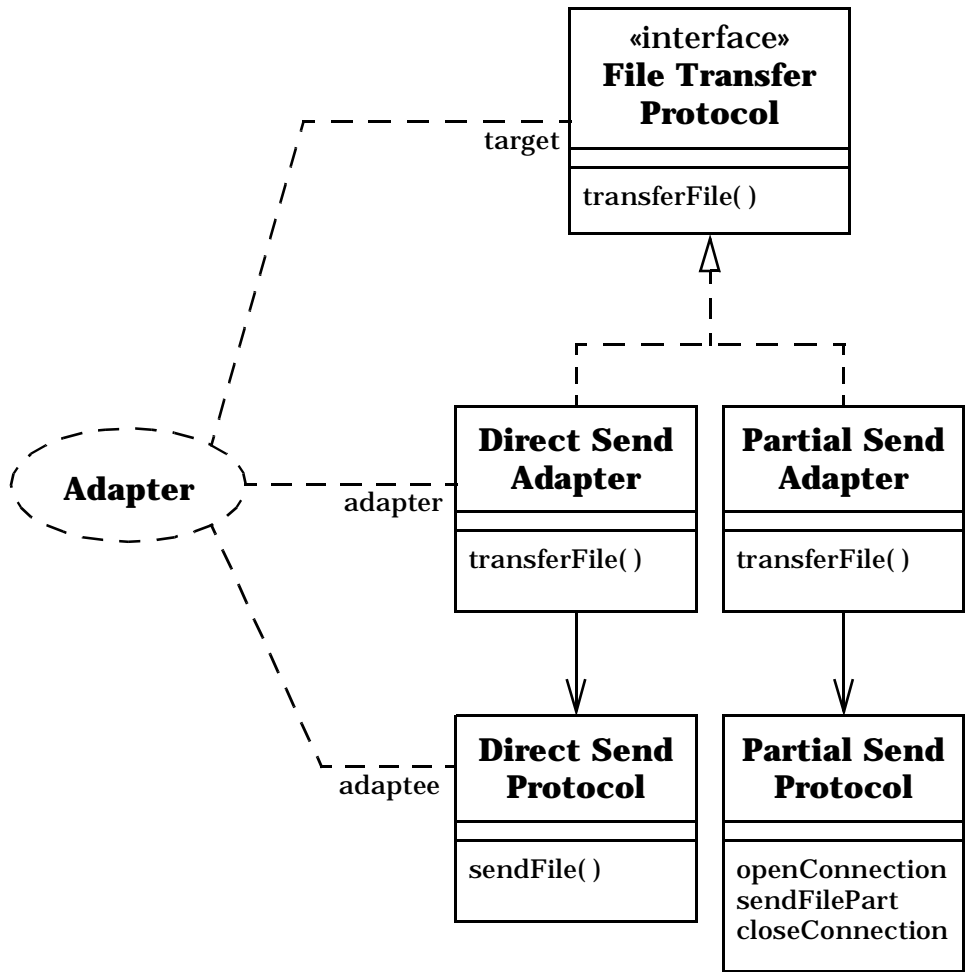 «interface»
File Transfer
Protocol
target
transferFile( )
Direct Send
Adapter
Partial Send
Adapter
Adapter
adapter
transferFile( )
transferFile( )
Direct Send
Protocol
Partial Send
Protocol
adaptee
sendFile( )
openConnection
sendFilePart
closeConnection